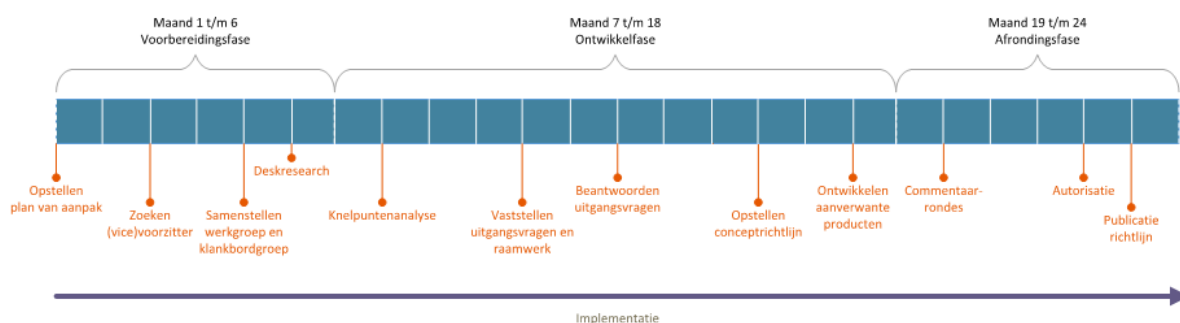 Maand 1 t/m 6
Voorbereidingsfase
Maand 7 t/m 18
Ontwikkelfase
Maand 19 t/m 24
Afrondingsfase
Opstellen
plan van aanpak
Zoeken
(vice)voorzitter
Samenstellen
werkgroep en
klankbordgroep
Deskresearch
Knelpuntenanalyse
Vaststellen
uitgangsvragen en
raamwerk
Beantwoorden
uitgangsvragen
Opstellen
conceptrichtlijn
Ontwikkelen
aanverwante
producten
Commentaar-
rondes
Autorisatie
Publicatie
richtlijn
Implementatie